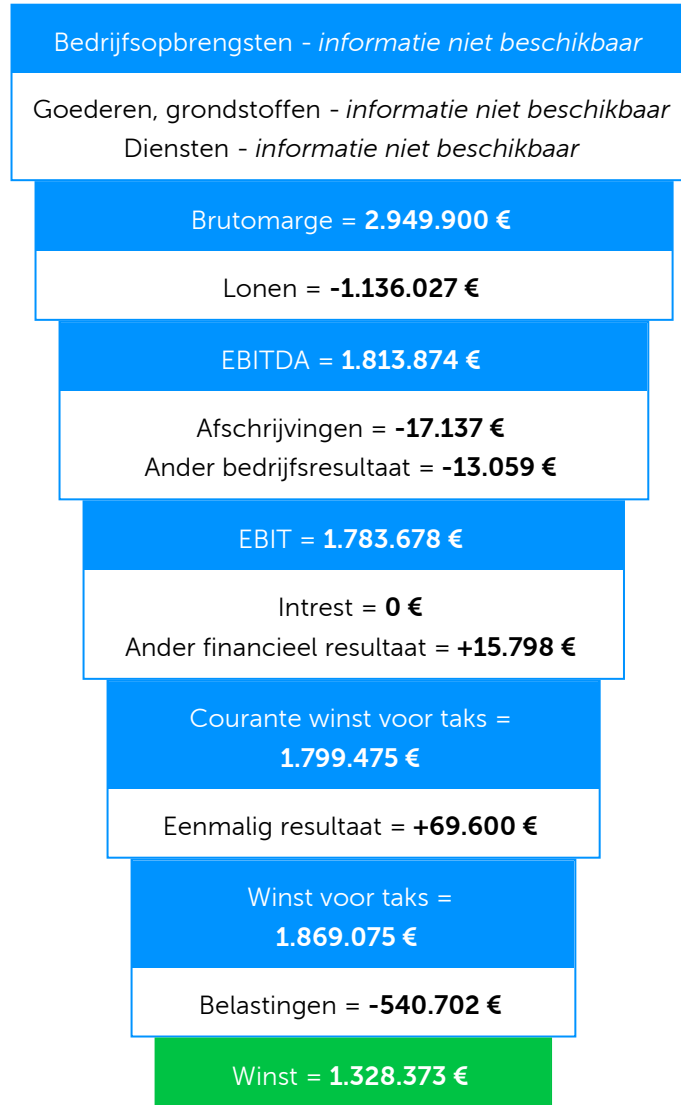 Bedrijfsopbrengsten - informatie niet beschikbaar
Goederen, grondstoffen - informatie niet beschikbaar
Diensten - informatie niet beschikbaar
Brutomarge = 2.949.900 €
Lonen = -1.136.027 €
EBITDA = 1.813.874 €
Afschrijvingen = -17.137 €
Ander bedrijfsresultaat = -13.059 €
EBIT = 1.783.678 €
Intrest = 0 €
Ander financieel resultaat = +15.798 €
Courante winst voor taks =
1.799.475 €
Eenmalig resultaat = +69.600 €
Winst voor taks =
1.869.075 €
Belastingen = -540.702 €
Winst = 1.328.373 €